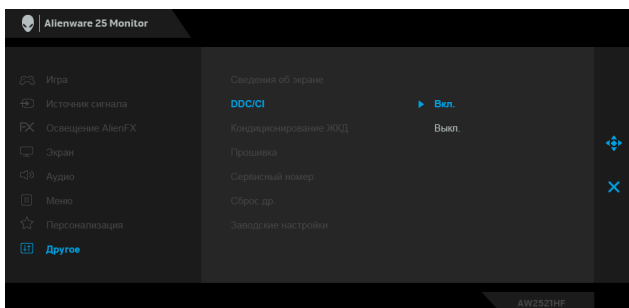 Alienware 25 Monitor
Игра
Источник сигнала
FX Освещение AlienFX
Экран
Аудио
Меню
Персонализация
Другое
Сведения об экране
DDC/CI
Вкл.
Выкл.
Кондиционирование ЖКД
Прошивка
Сервисный номер
Сброс др.
Заводские настройки
AW2521HF